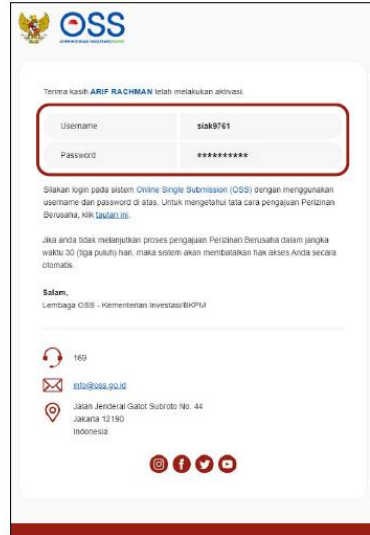 OSS
KEMENTERIAN INVESTASI/BKPM
Terima kasih ARIF RACHMAN telah melakukan aktivasi.
Username siak9761
Password **********
Silakan login pada sistem Online Single Submission (OSS) dengan menggunakan
username dan password di atas. Untuk mengetahui tata cara pengajuan Perizinan
Berusaha, klik tautan ini.
Jika anda tidak melanjutkan proses pengajuan Perizinan Berusaha dalam jangka
waktu 30 (tiga puluh) hari, maka sistem akan membatalkan hak akses Anda secara
otomatis.
Salam,
Lembaga OSS - Kementerian Investasi/BKPM
169
info@oss.go.id
Jalan Jenderal Gatot Subroto No. 44
Jakarta 12190
Indonesia